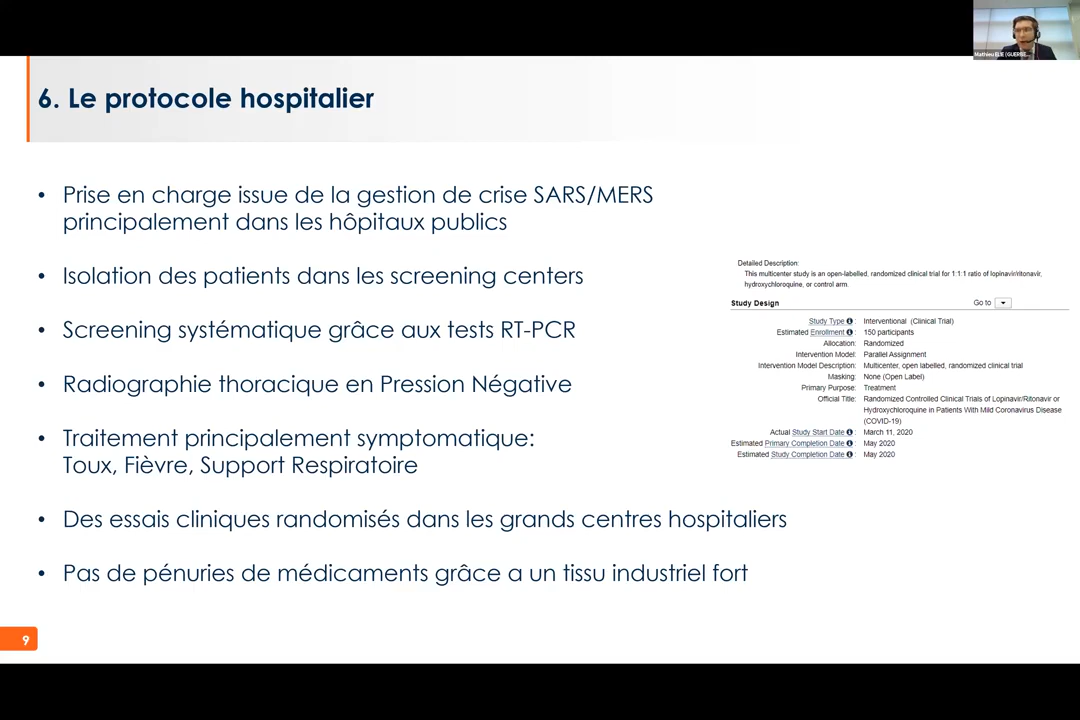 Mathieu ELIE (GUERBE...
6. Le protocole hospitalier
• Prise en charge issue de la gestion de crise SARS/MERS
principalement dans les hôpitaux publics
• Isolation des patients dans les screening centers
• Screening systématique grâce aux tests RT-PCR
• Radiographie thoracique en Pression Négative
• Traitement principalement symptomatique:
Toux, Fièvre, Support Respiratoire
• Des essais cliniques randomisés dans les grands centres hospitaliers
• Pas de pénuries de médicaments grâce a un tissu industriel fort
Detailed Description:
This multicenter study is an open-labelled, randomized clinical trial for 1:1:1 ratio of lopinavir/ritonavir,
hydroxychloroquine, or control arm.
Study Design
Go to
Study Type : Interventional (Clinical Trial)
Estimated Enrollment : 150 participants
Allocation: Randomized
Intervention Model: Parallel Assignment
Intervention Model Description: Multicenter, open labelled, randomized clinical trial
Masking: None (Open Label)
Primary Purpose: Treatment
Official Title: Randomized Controlled Clinical Trials of Lopinavir/Ritonavir or
Hydroxychloroquine in Patients With Mild Coronavirus Disease
(COVID-19)
Actual Study Start Date : March 11, 2020
Estimated Primary Completion Date : May 2020
Estimated Study Completion Date : May 2020
9